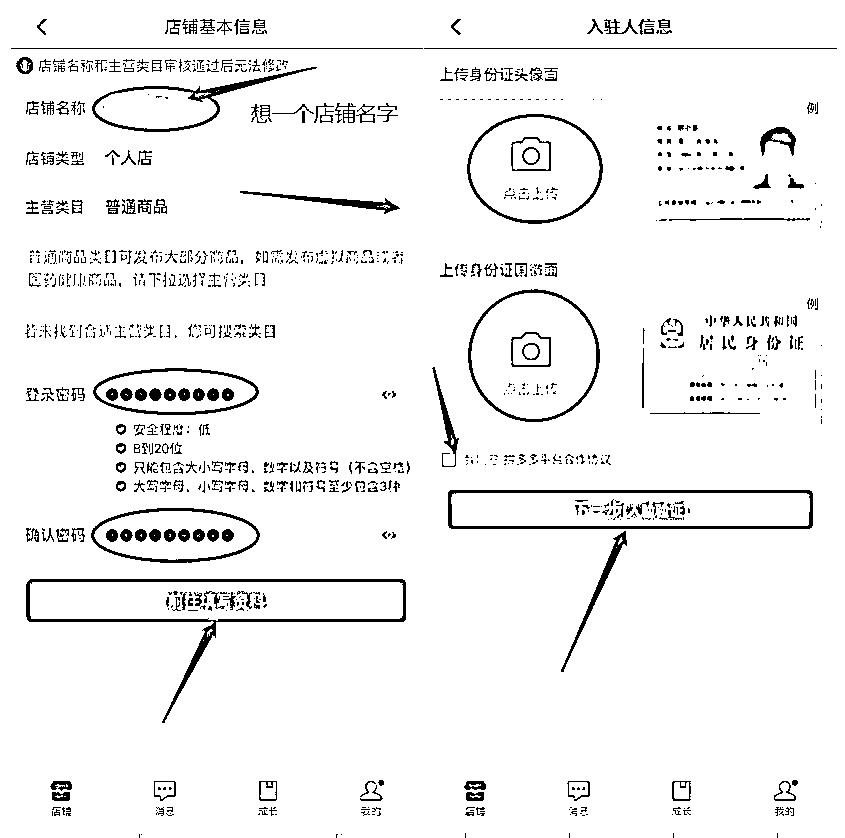 店铺基本信息
店铺名称和主营类目审核通过后无法修改
店铺名称
想一个店铺名字
店铺类型 个人店
主营类目 普通商品
普通商品类目可发布大部分商品，如需发布虚拟商品或者
医药健康商品，请下拉选择主营类目
若未找到合适主营类目，您可搜索类目
登录密码
安全程度：低
8到20位
只能包含大小写字母、数字以及符号（不含空格）
大写字母、小写字母、数字和符号至少包含3种
确认密码
前往填写资料
店铺 消息 成长 我的
入驻人信息
上传身份证头像面
例
点击上传
上传身份证国徽面
例
点击上传
中华人民共和国
居民身份证
拼多多平台合作协议
下一步(人脸验证)
店铺 消息 成长 我的